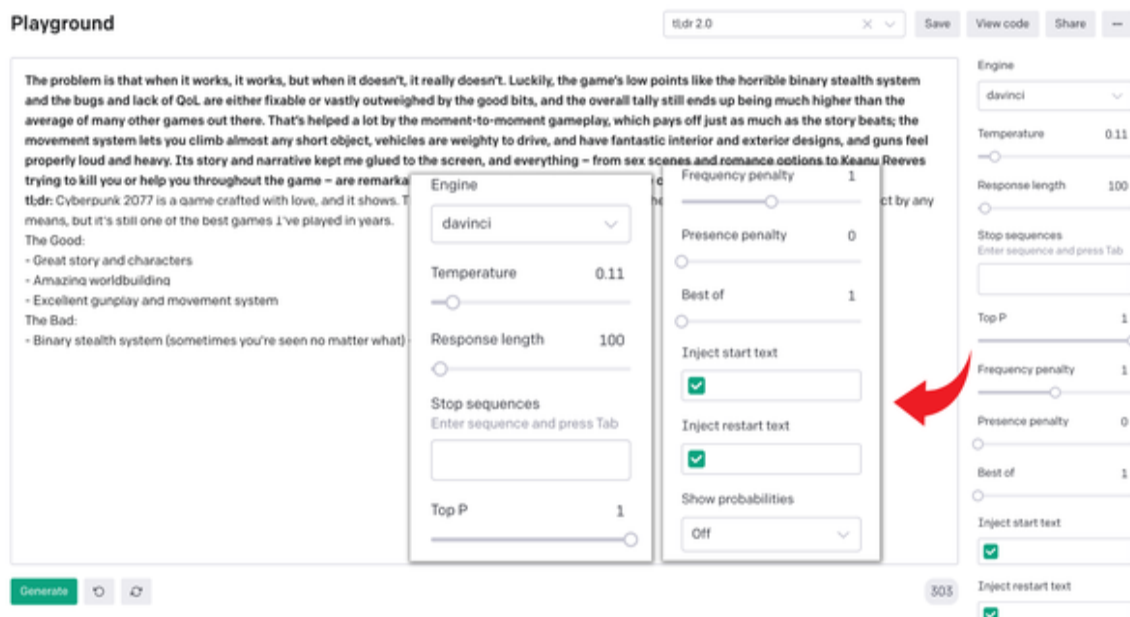 Playground
tl;dr 2.0
Save
View code
Share
The problem is that when it works, it works, but when it doesn't, it really doesn't. Luckily, the game's low points like the horrible binary stealth system
and the bugs and lack of QoL are either fixable or vastly outweighed by the good bits, and the overall tally still ends up being much higher than the
average of many other games out there. That's helped a lot by the moment-to-moment gameplay, which pays off just as much as the story beats; the
movement system lets you climb almost any short object, vehicles are weighty to drive, and have fantastic interior and exterior designs, and guns feel
properly loud and heavy. Its story and narrative kept me glued to the screen, and everything – from sex scenes and romance options to Keanu Reeves
trying to kill you or help you throughout the game – are
tl;dr: Cyberpunk 2077 is a game crafted with love, and it shows. ct by any
means, but it's still one of the best games I've played in years.
The Good:
- Great story and characters
- Amazing worldbuilding
- Excellent gunplay and movement system
The Bad:
- Binary stealth system (sometimes you're seen no matter what)
Engine
davinci
Temperature 0.11
Response length 100
Stop sequences
Enter sequence and press Tab
Top P 1
Frequency penalty 1
Presence penalty 0
Best of 1
Inject start text
Inject restart text
Show probabilities
Off
Engine
davinci
Temperature 0.11
Response length 100
Stop sequences
Enter sequence and press Tab
Top P 1
Frequency penalty 1
Presence penalty 0
Best of 1
Inject start text
Inject restart text
Generate
303